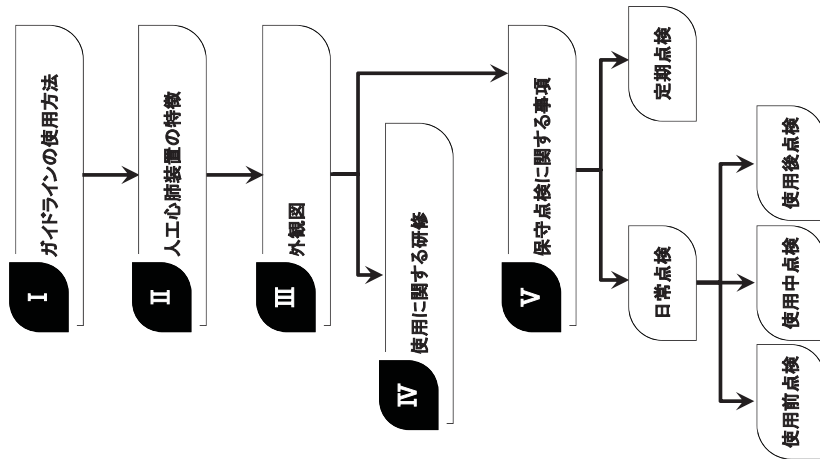 I
ガイドラインの使用方法
II
人工心肺装置の特徴
III
外観図
IV
使用に関する研修
V
保守点検に関する事項
日常点検
定期点検
使用前点検
使用中点検
使用後点検